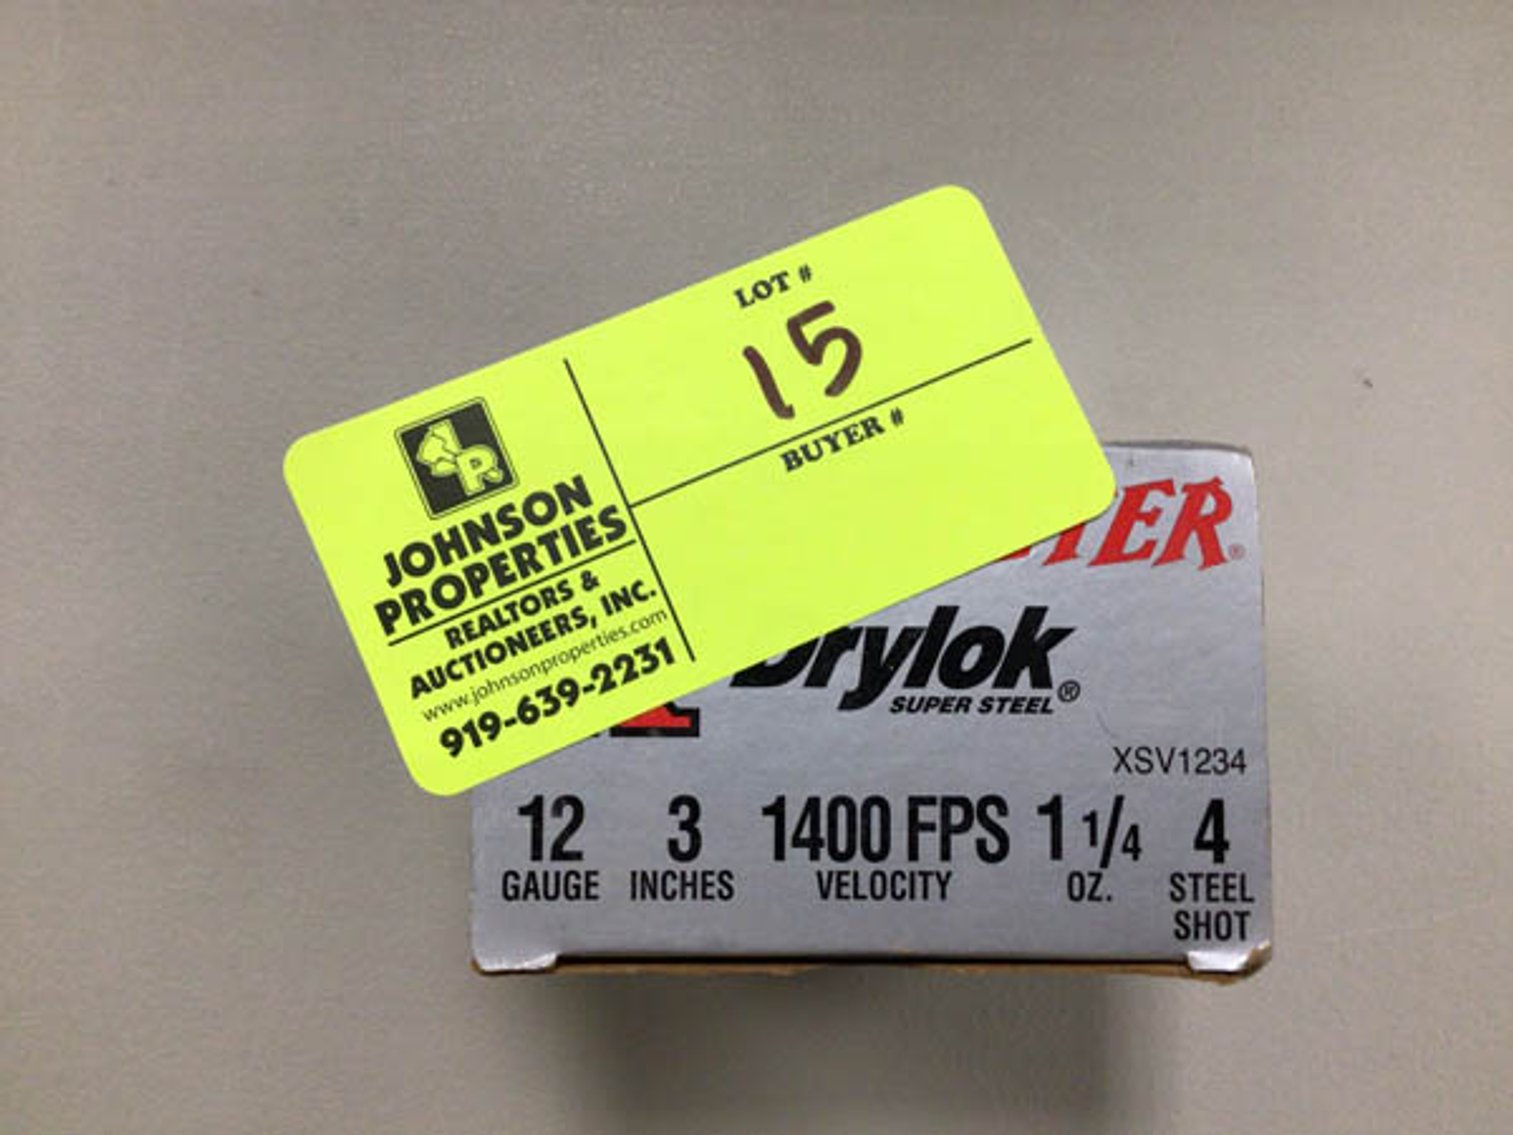 LOT #
15
BUYER #
JP
JOHNSON
PROPERTIES
REALTORS &
AUCTIONEERS, INC.
www.johnsonproperties.com
919-639-2231
Drylok
SUPER STEEL®
XSV1234
12 3 1400 FPS 1 1/4 4
GAUGE INCHES VELOCITY OZ. STEEL
SHOT